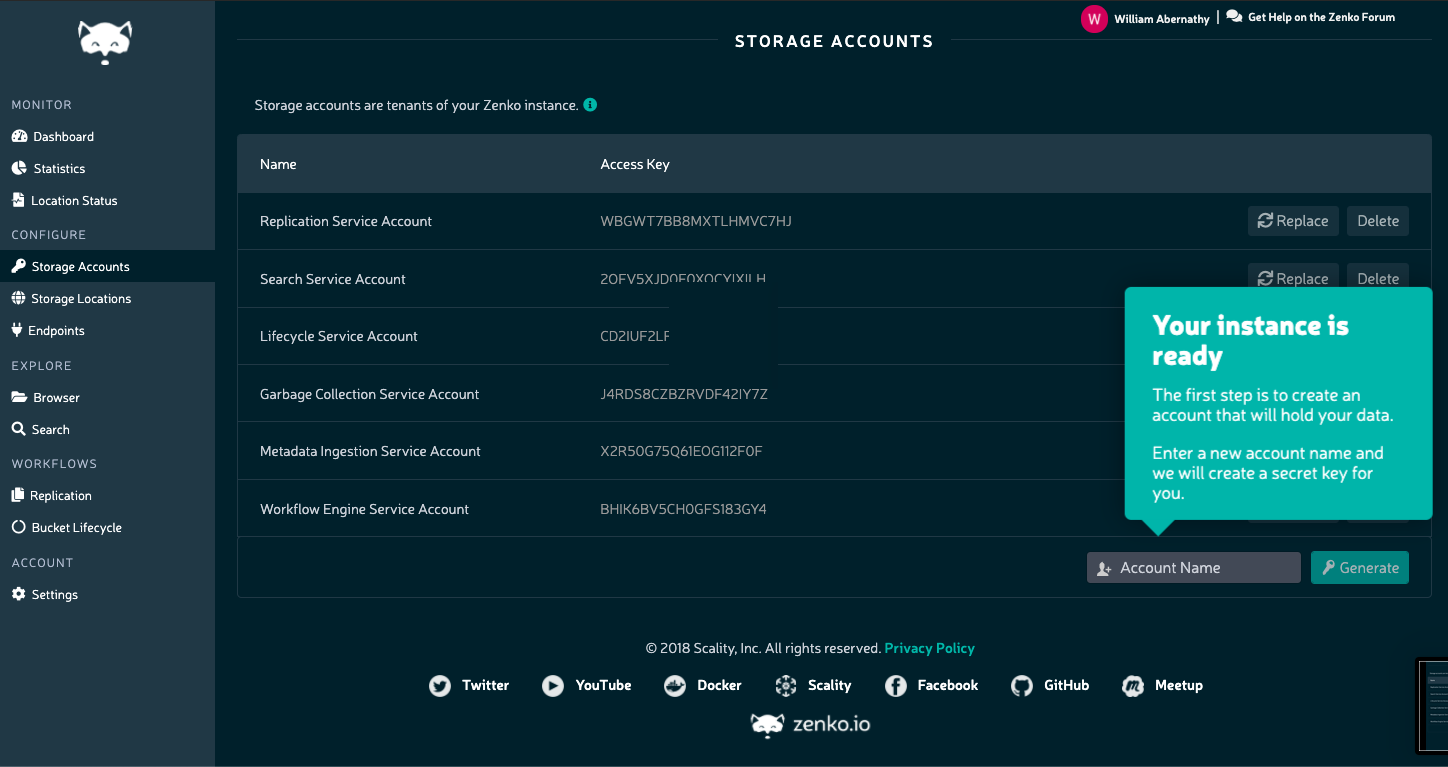 William Abernathy | Get Help on the Zenko Forum
STORAGE ACCOUNTS
MONITOR
Dashboard
Statistics
Location Status
CONFIGURE
Storage Accounts
Storage Locations
Endpoints
EXPLORE
Browser
Search
WORKFLOWS
Replication
Bucket Lifecycle
ACCOUNT
Settings
Storage accounts are tenants of your Zenko instance.
Name Access Key
Replication Service Account WBGWT7BB8MXTLHMVC7HJ Replace Delete
Search Service Account Replace Delete
Lifecycle Service Account
Garbage Collection Service Account J4RDS8CZBZRVDF42IY7Z
Metadata Ingestion Service Account X2R50G75Q61EOG112F0F
Workflow Engine Service Account BHIK6BV5CH0GFS183GY4
Your instance is
ready
The first step is to create an
account that will hold your data.
Enter a new account name and
we will create a secret key for
you.
Account Name Generate
© 2018 Scality, Inc. All rights reserved. Privacy Policy
Twitter YouTube Docker Scality Facebook GitHub Meetup
zenko.io